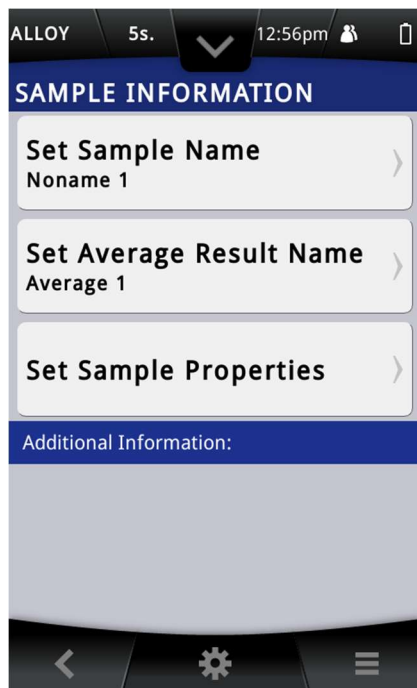 ALLOY 5s. 12:56pm
SAMPLE INFORMATION
Set Sample Name
Noname 1
Set Average Result Name
Average 1
Set Sample Properties
Additional Information: